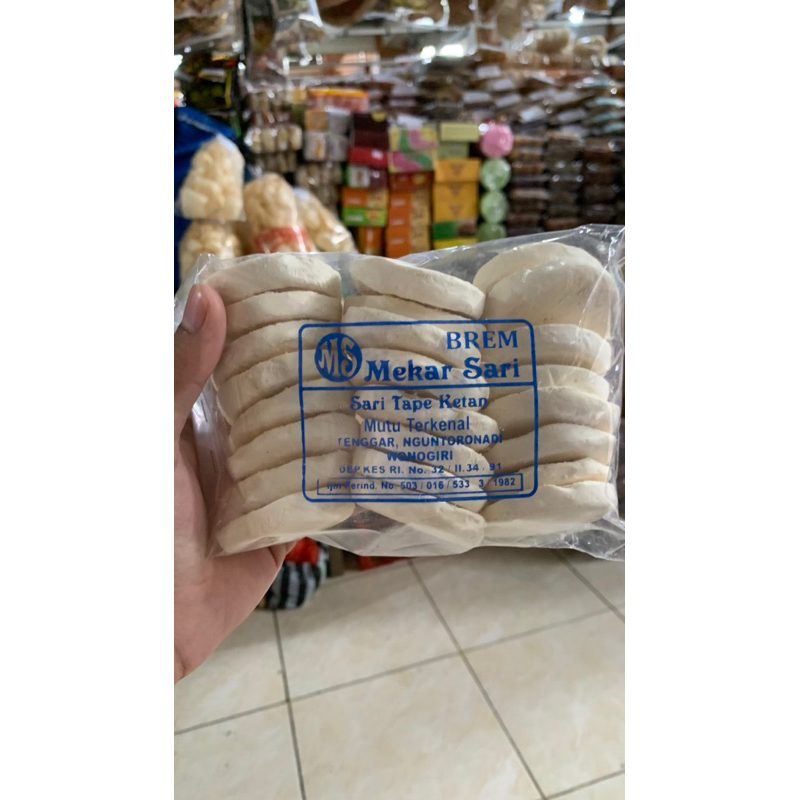 MS
BREM
Mekar Sari
Sari Tape Ketan
Mutu Terkenal
TENGGAR, NGUNTORONADI
WONOGIRI
DEP.KES RI. No. 32 / II.34 . 91
Ijin Perind. No. 503 / 016 / 533 3 / 1982